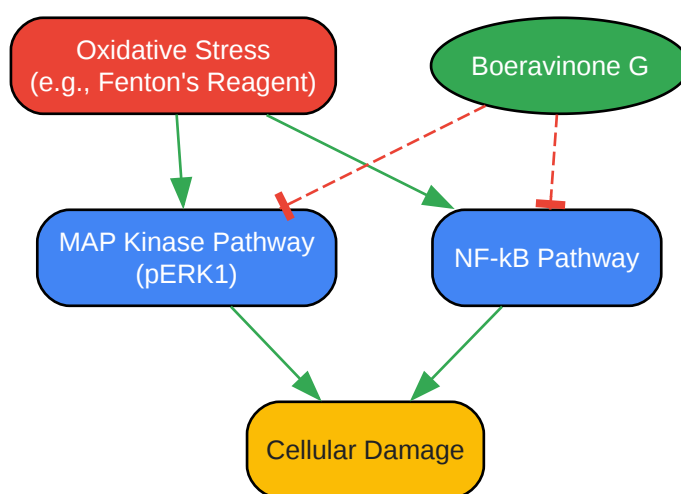 Oxidative Stress
(e.g., Fenton's Reagent)
Boeravinone G
MAP Kinase Pathway
(pERK1)
NF-kB Pathway
Cellular Damage